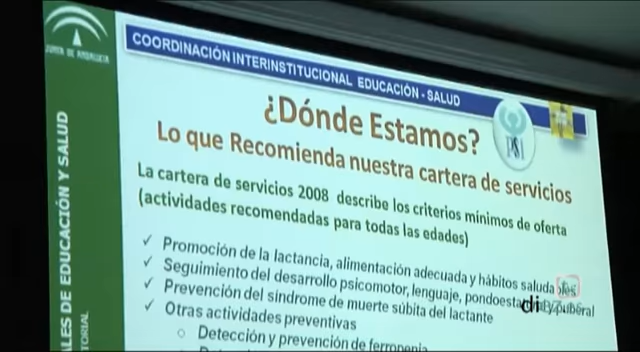 JUNTA DE ANDALUCIA
COORDINACIÓN INTERINSTITUCIONAL EDUCACIÓN - SALUD
¿Dónde Estamos?
PSI
Lo que Recomienda nuestra cartera de servicios
La cartera de servicios 2008 describe los criterios mínimos de oferta
(actividades recomendadas para todas las edades)
✓ Promoción de la lactancia, alimentación adecuada y hábitos saludables
✓ Seguimiento del desarrollo psicomotor, lenguaje, pondoestatural y puberal
✓ Prevención del síndrome de muerte súbita del lactante
✓ Otras actividades preventivas
○ Detección y prevención de ferropenia
ALES DE EDUCACIÓN Y SALUD
TORIAL